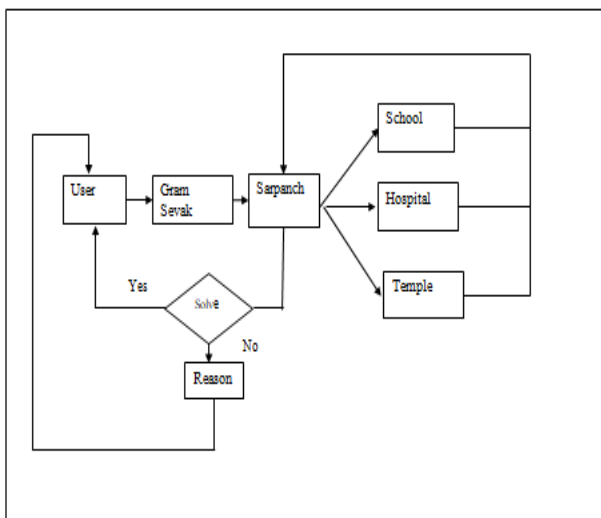 School
User
Gram
Sevak
Sarpanch
Hospital
Yes
Solve
Temple
No
Reason